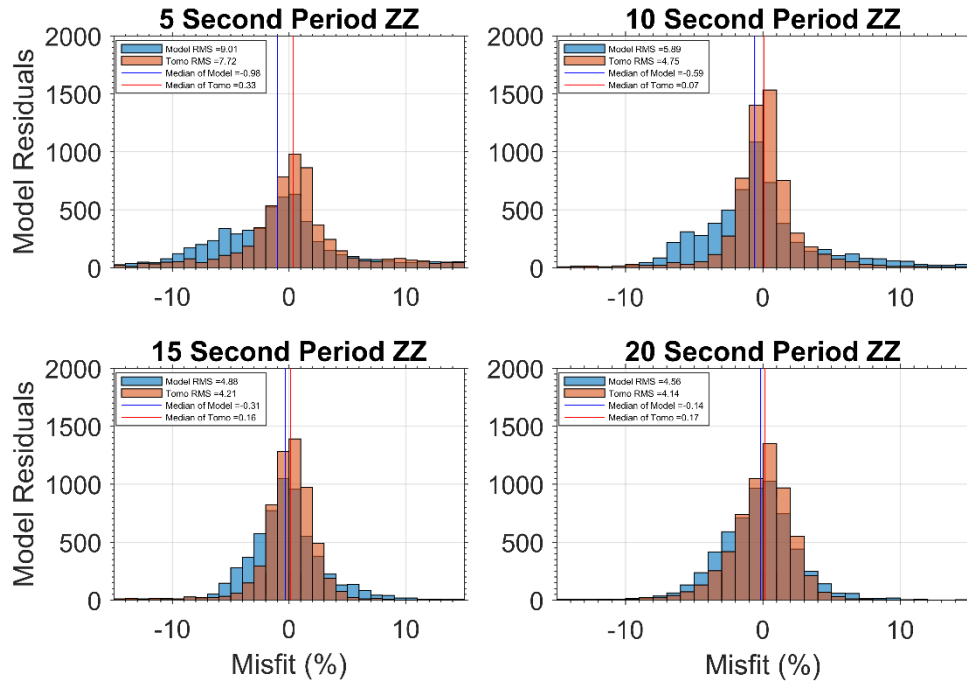 5 Second Period ZZ
2000
1500
1000
500
0
Model Residuals
Model RMS =9.01
Tomo RMS =7.72
Median of Model=-0.98
Median of Tomo=0.33
-10 0 10
10 Second Period ZZ
2000
1500
1000
500
0
Model RMS =5.89
Tomo RMS =4.75
Median of Model=-0.59
Median of Tomo=0.07
-10 0 10
15 Second Period ZZ
2000
1500
1000
500
0
Model Residuals
Model RMS =4.88
Tomo RMS =4.21
Median of Model=-0.31
Median of Tomo=0.16
-10 0 10
Misfit (%)
20 Second Period ZZ
2000
1500
1000
500
0
Model RMS =4.56
Tomo RMS =4.14
Median of Model=-0.14
Median of Tomo=0.17
-10 0 10
Misfit (%)